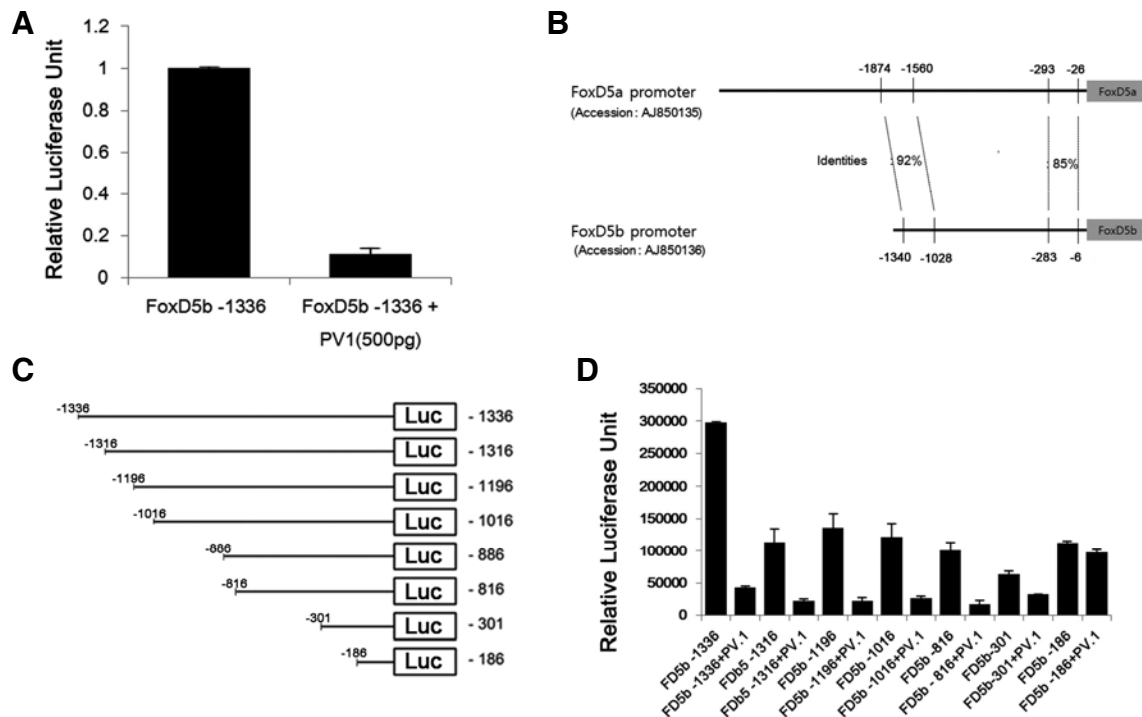 A
Relative Luciferase Unit
1.2
1
0.8
0.6
0.4
0.2
0
FoxD5b -1336
FoxD5b -1336 +
PV1(500pg)
B
-1874 -1560 -293 -26
FoxD5a promoter
(Accession : AJ850135)
FoxD5a
Identities : 92% : 85%
FoxD5b promoter
(Accession : AJ850136)
FoxD5b
-1340 -1028 -283 -6
C
-1336 Luc - 1336
-1316 Luc - 1316
-1196 Luc - 1196
-1016 Luc - 1016
-886 Luc - 886
-816 Luc - 816
-301 Luc - 301
-186 Luc - 186
D
Relative Luciferase Unit
350000
300000
250000
200000
150000
100000
50000
0
FD5b -1336
FD5b -1336+PV.1
FDb5 -1316
FDb5 -1316+PV.1
FD5b -1196
FD5b -1196+PV.1
FD5b -1016
FD5b -1016+PV.1
FD5b -816
FD5b - 816+PV.1
FD5b-301
FD5b-301+PV.1
FD5b -186
FD5b -186+PV.1